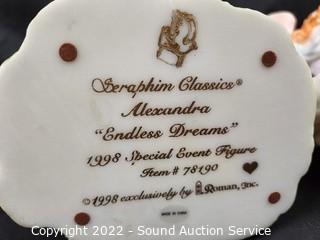 Seraphim Classics®
Alexandra
"Endless Dreams"
1998 Special Event Figure
Item # 78190
©1998 exclusively by Roman, Inc.
MADE IN CHINA
Copyright © 2022 - Sound Auction Service